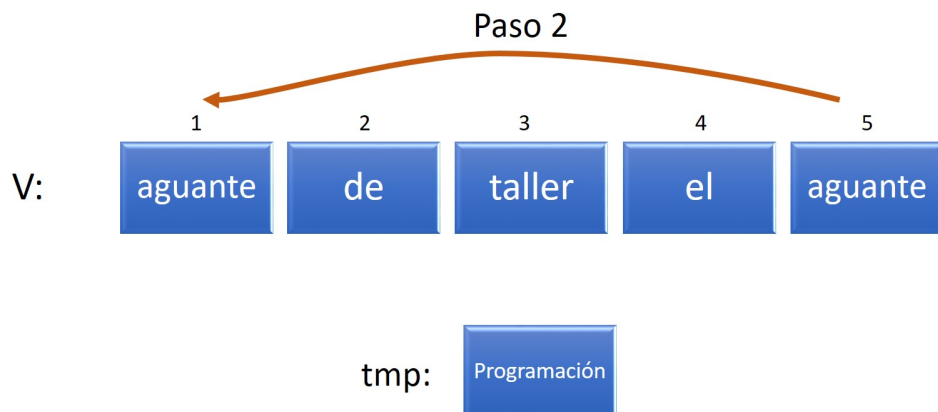 Paso 2
1 2 3 4 5
V: aguante de taller el aguante
tmp: Programación